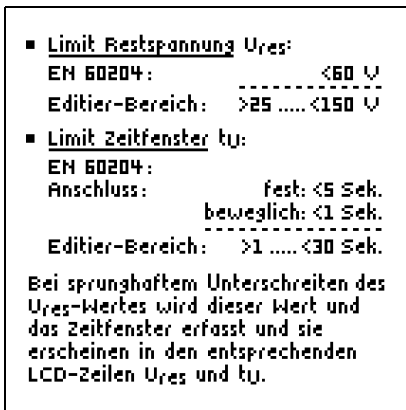 ▪ Limit Restspannung Ures:
EN 60204: <60 V
Editier-Bereich: >25 ..... <150 V
▪ Limit Zeitfenster tU:
EN 60204:
Anschluss: fest: <5 Sek.
beweglich: <1 Sek.
Editier-Bereich: >1 ..... <30 Sek.
Bei sprunghaftem Unterschreiten des
Ures-Wertes wird dieser Wert und
das Zeitfenster erfasst und sie
erscheinen in den entsprechenden
LCD-Zeilen Ures und tU.